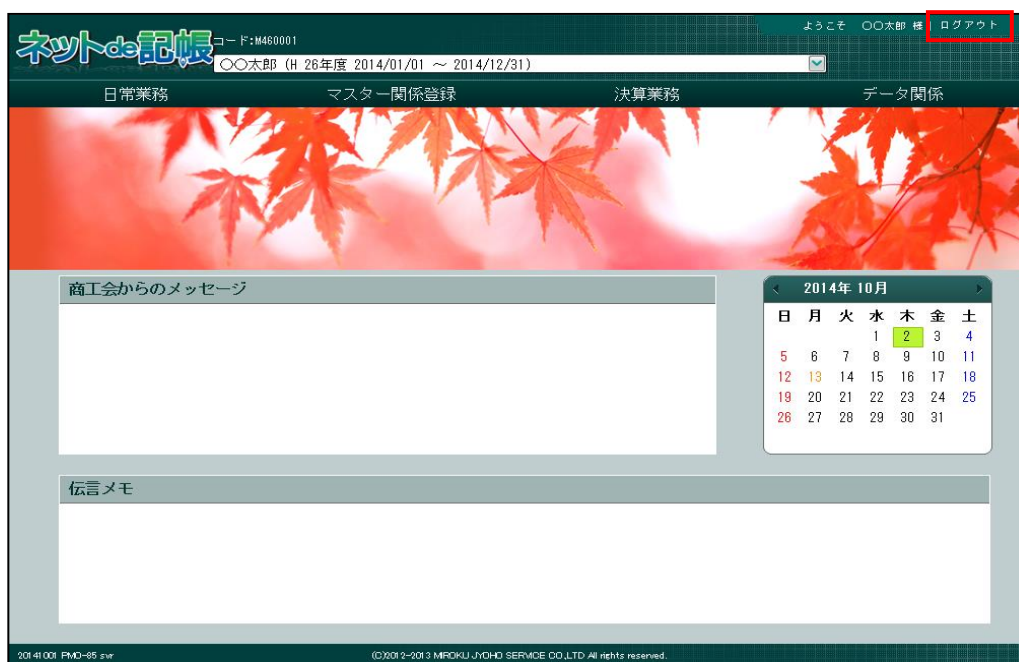 ようこそ 〇〇太郎 様 | ログアウト
ネットde記帳
コード:M460001
〇〇太郎 (H 26年度 2014/01/01 ～ 2014/12/31)
日常業務 マスター関係登録 決算業務 データ関係
商工会からのメッセージ
2014年 10月
日 月 火 水 木 金 土
1 2 3 4
5 6 7 8 9 10 11
12 13 14 15 16 17 18
19 20 21 22 23 24 25
26 27 28 29 30 31
伝言メモ
20141001 PMO-85 svr (C)2012-2013 MIROKU JYOHO SERVICE CO.,LTD All rights reserved.